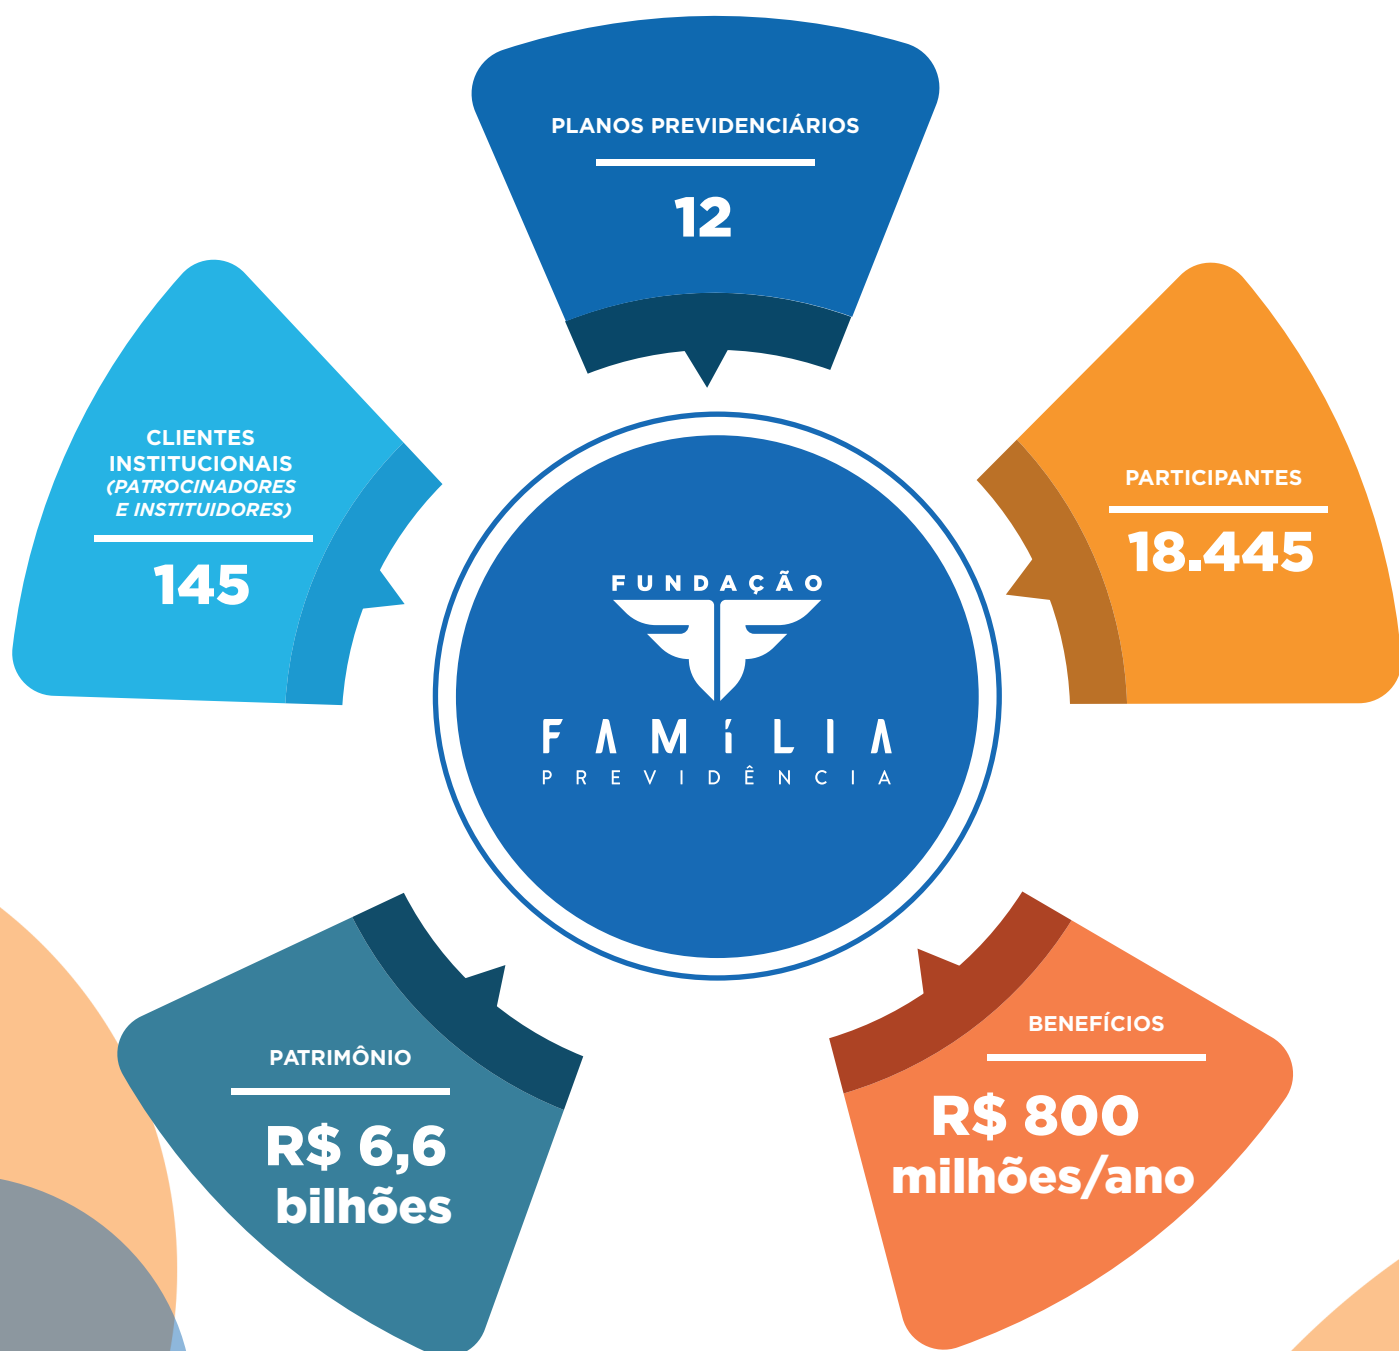 PLANOS PREVIDENCIÁRIOS
12
CLIENTES
INSTITUCIONAIS
(PATROCINADORES
E INSTITUIDORES)
145
PARTICIPANTES
18.445
FUNDAÇÃO
FAMÍLIA
PREVIDÊNCIA
PATRIMÔNIO
R$ 6,6
bilhões
BENEFÍCIOS
R$ 800
milhões/ano